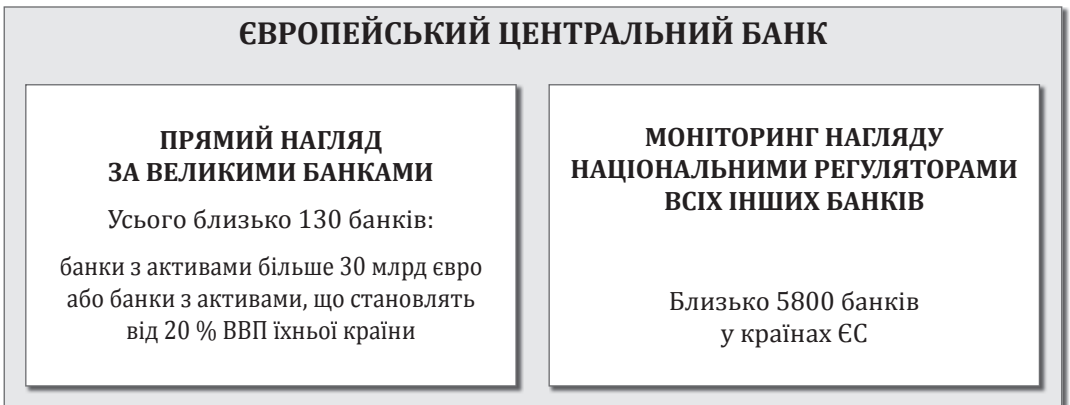 ЄВРОПЕЙСЬКИЙ ЦЕНТРАЛЬНИЙ БАНК
ПРЯМИЙ НАГЛЯД
ЗА ВЕЛИКИМИ БАНКАМИ
Усього близько 130 банків:
банки з активами більше 30 млрд євро
або банки з активами, що становлять
від 20 % ВВП їхньої країни
МОНІТОРИНГ НАГЛЯДУ
НАЦІОНАЛЬНИМИ РЕГУЛЯТОРАМИ
ВСІХ ІНШИХ БАНКІВ
Близько 5800 банків
у країнах ЄС